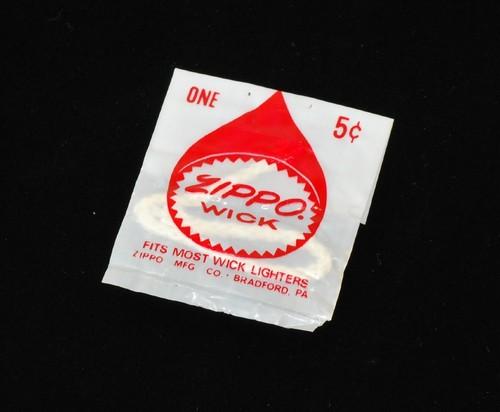 ONE
5¢
ZIPPO.
WICK
FITS MOST WICK LIGHTERS
ZIPPO MFG CO · BRADFORD, PA